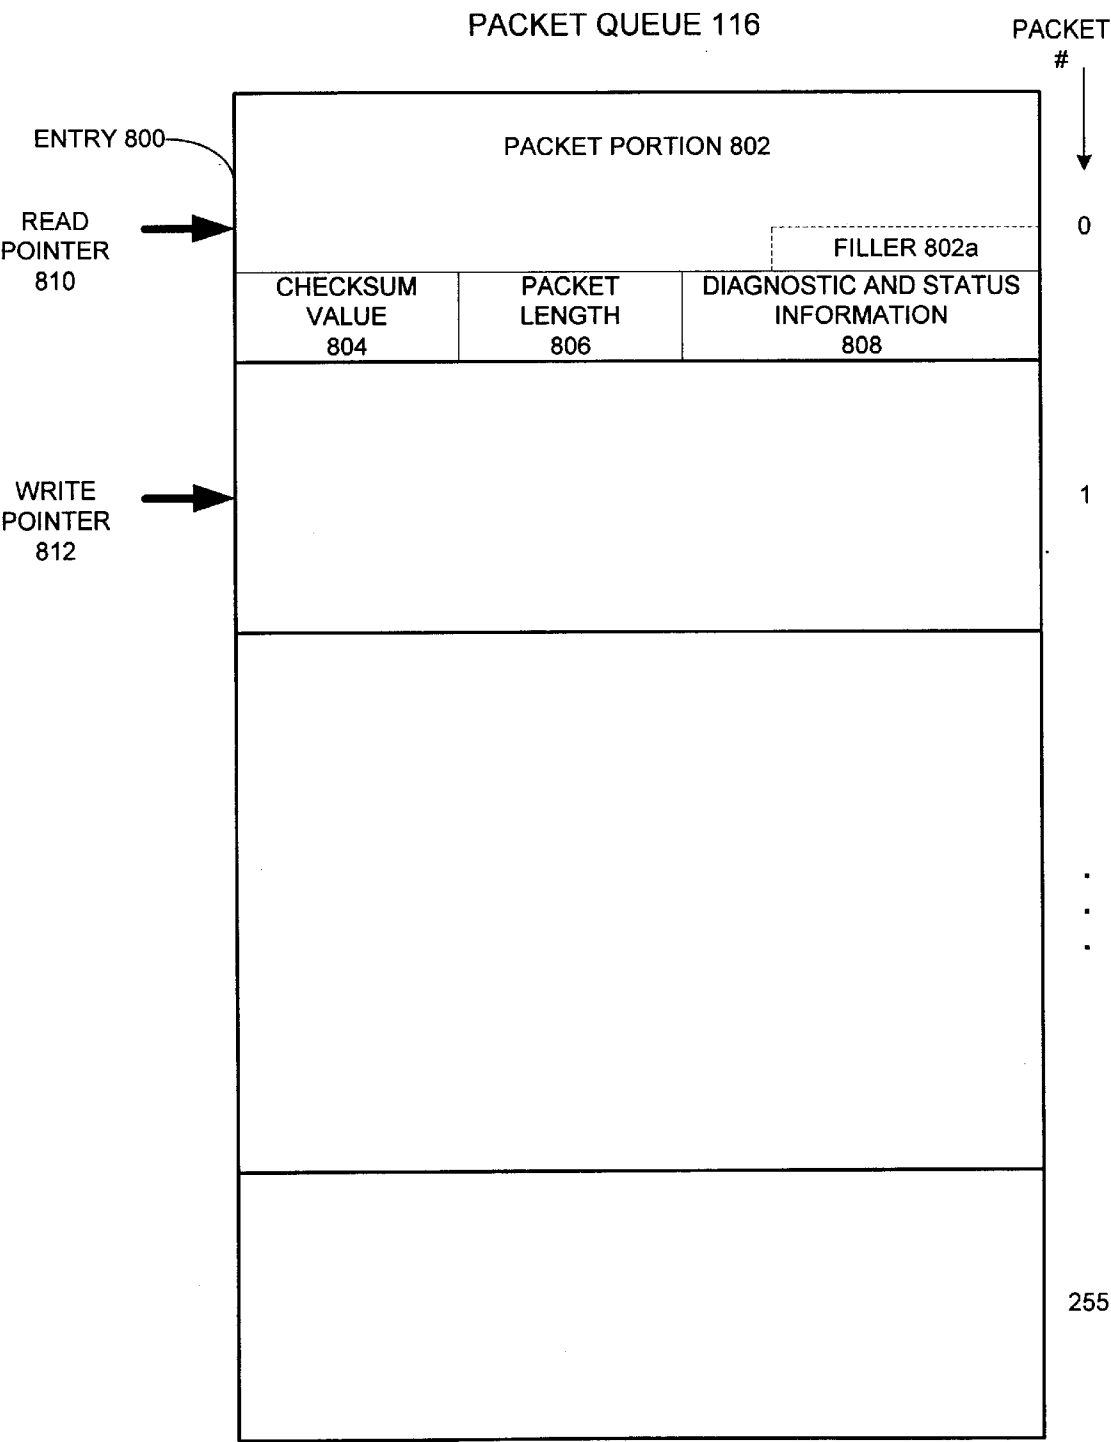 PACKET QUEUE 116
PACKET
#
ENTRY 800
PACKET PORTION 802
READ
POINTER
810
0
FILLER 802a
CHECKSUM
VALUE
804
PACKET
LENGTH
806
DIAGNOSTIC AND STATUS
INFORMATION
808
WRITE
POINTER
812
1
.
.
.
255